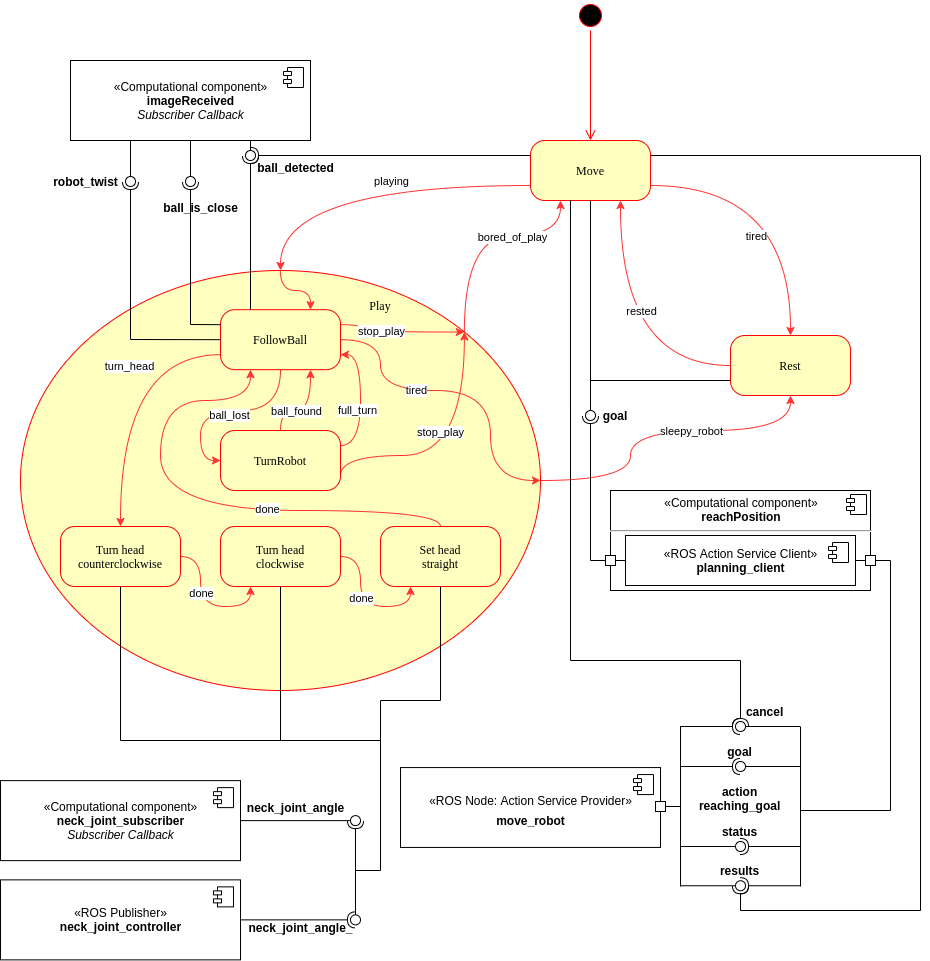 «Computational component»
imageReceived
Subscriber Callback
robot_twist
ball_is_close
ball_detected
Move
playing
bored_of_play
tired
rested
Rest
Play
FollowBall
stop_play
turn_head
tired
ball_lost
ball_found
full_turn
stop_play
TurnRobot
goal
sleepy_robot
done
Turn head
counterclockwise
Turn head
clockwise
Set head
straight
done
done
«Computational component»
reachPosition
«ROS Action Service Client»
planning_client
cancel
goal
action
reaching_goal
status
results
«ROS Node: Action Service Provider»
move_robot
«Computational component»
neck_joint_subscriber
Subscriber Callback
neck_joint_angle
«ROS Publisher»
neck_joint_controller
neck_joint_angle_